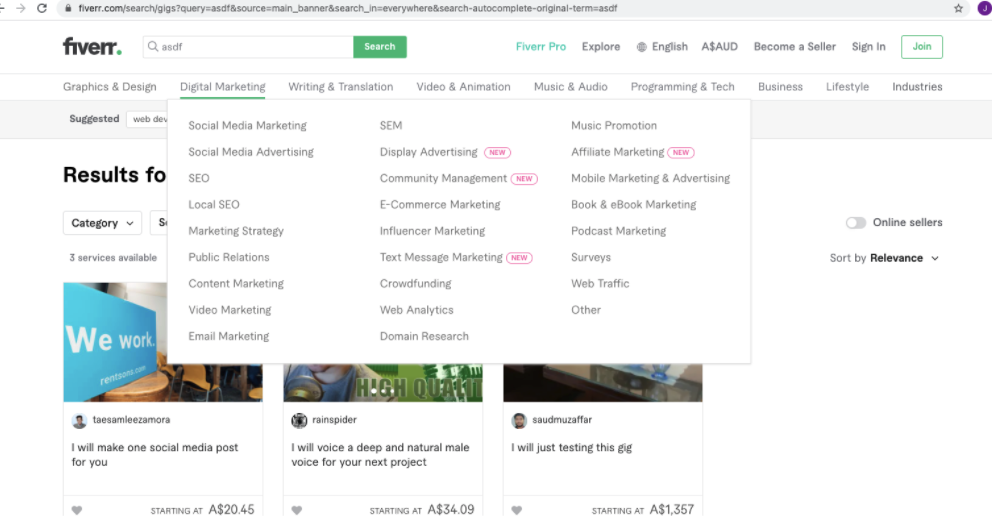 fiverr.com/search/gigs?query=asdf&source=main_banner&search_in=everywhere&search-autocomplete-original-term=asdf
J
fiverr.
asdf
Search
Fiverr Pro
Explore
English
A$AUD
Become a Seller
Sign In
Join
Graphics & Design
Digital Marketing
Writing & Translation
Video & Animation
Music & Audio
Programming & Tech
Business
Lifestyle
Industries
Suggested
web dev
Social Media Marketing
Social Media Advertising
SEO
Local SEO
Marketing Strategy
Public Relations
Content Marketing
Video Marketing
Email Marketing
SEM
Display Advertising NEW
Community Management NEW
E-Commerce Marketing
Influencer Marketing
Text Message Marketing NEW
Crowdfunding
Web Analytics
Domain Research
Music Promotion
Affiliate Marketing NEW
Mobile Marketing & Advertising
Book & eBook Marketing
Podcast Marketing
Surveys
Web Traffic
Other
Results fo
Category
Online sellers
3 services available
Sort by Relevance
We work.
rentsons.com
taesamleezamora
I will make one social media post
for you
STARTING AT A$20.45
HIGH QUALIT
rainspider
I will voice a deep and natural male
voice for your next project
STARTING AT A$34.09
saudmuzaffar
I will just testing this gig
STARTING AT A$1,357